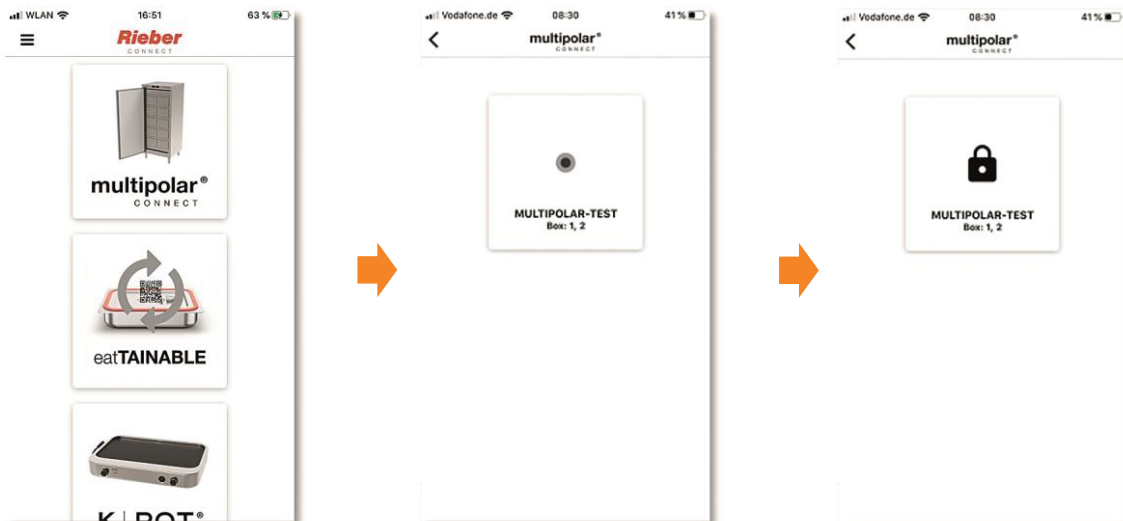 WLAN 16:51 63 %
Rieber
CONNECT
multipolar®
CONNECT
eatTAINABLE
K | POT®
Vodafone.de 08:30 41 %
multipolar®
CONNECT
MULTIPOLAR-TEST
Box: 1, 2
Vodafone.de 08:30 41 %
multipolar®
CONNECT
MULTIPOLAR-TEST
Box: 1, 2